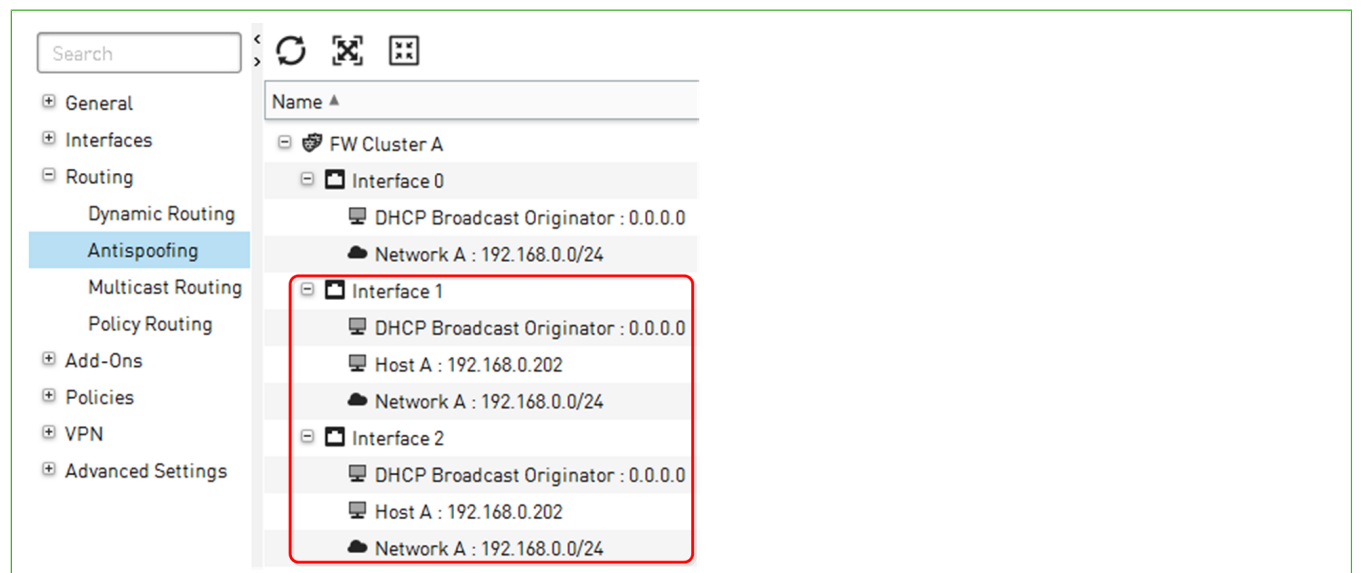 Search
General
Interfaces
Routing
Dynamic Routing
Antispoofing
Multicast Routing
Policy Routing
Add-Ons
Policies
VPN
Advanced Settings
Name
FW Cluster A
Interface 0
DHCP Broadcast Originator : 0.0.0.0
Network A : 192.168.0.0/24
Interface 1
DHCP Broadcast Originator : 0.0.0.0
Host A : 192.168.0.202
Network A : 192.168.0.0/24
Interface 2
DHCP Broadcast Originator : 0.0.0.0
Host A : 192.168.0.202
Network A : 192.168.0.0/24